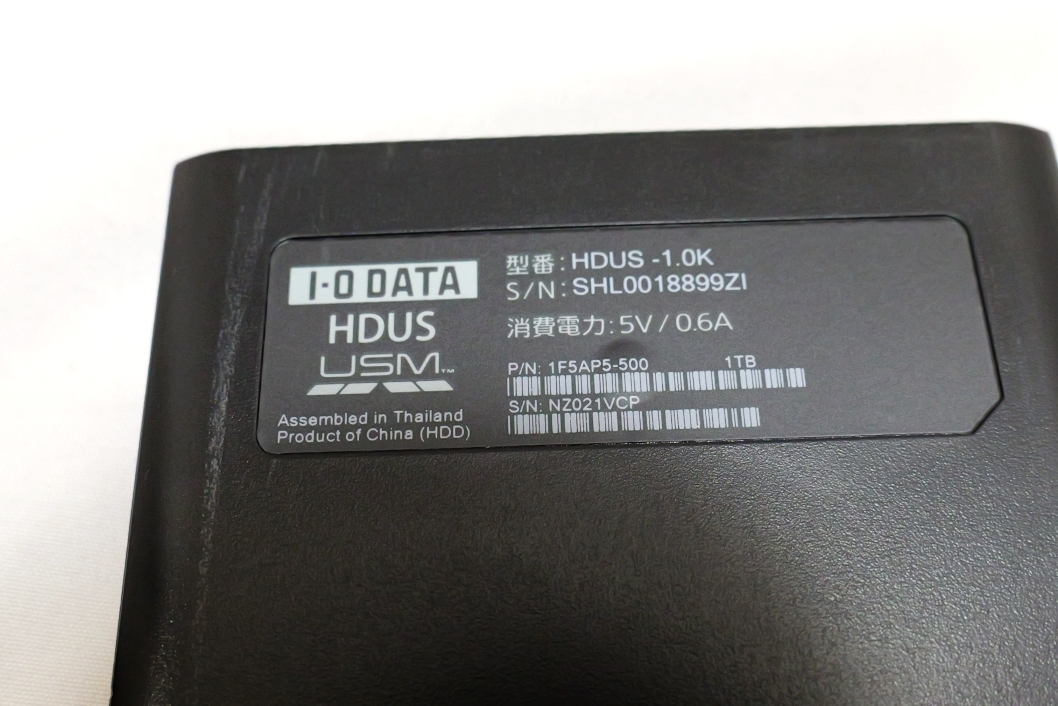 I-O DATA
HDUS
USM™
Assembled in Thailand
Product of China (HDD)
型番: HDUS -1.0K
S/N: SHL0018899ZI
消費電力: 5V / 0.6A
P/N: 1F5AP5-500 1TB
S/N: NZ021VCP